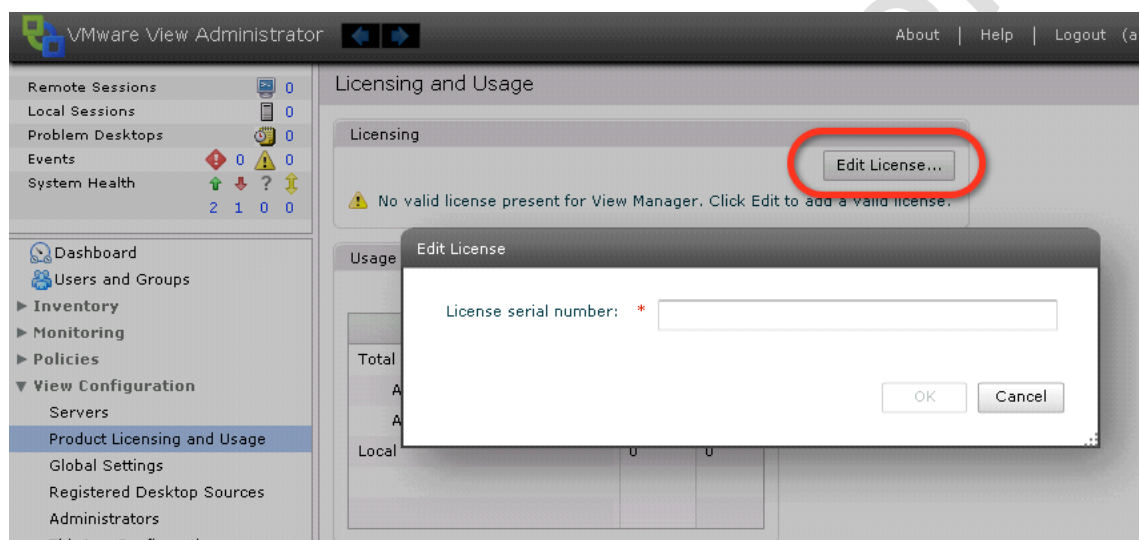 VMware View Administrator
About | Help | Logout (a
Remote Sessions 0
Local Sessions 0
Problem Desktops 0
Events 0 0
System Health ?
2 1 0 0
Dashboard
Users and Groups
Inventory
Monitoring
Policies
View Configuration
Servers
Product Licensing and Usage
Global Settings
Registered Desktop Sources
Administrators
Licensing and Usage
Licensing
Edit License...
No valid license present for View Manager. Click Edit to add a valid license.
Usage
Edit License
License serial number: *
OK Cancel
Total
A
A
Local 0 0